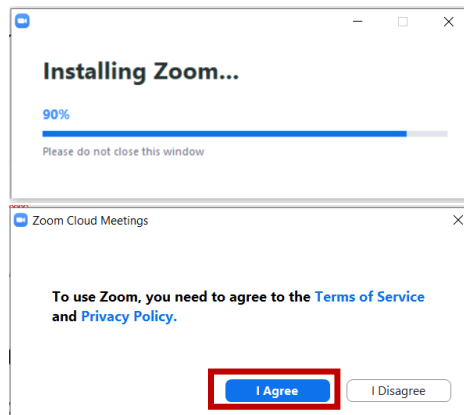 Installing Zoom...
90%
Please do not close this window
Zoom Cloud Meetings
To use Zoom, you need to agree to the Terms of Service
and Privacy Policy.
I Agree
I Disagree